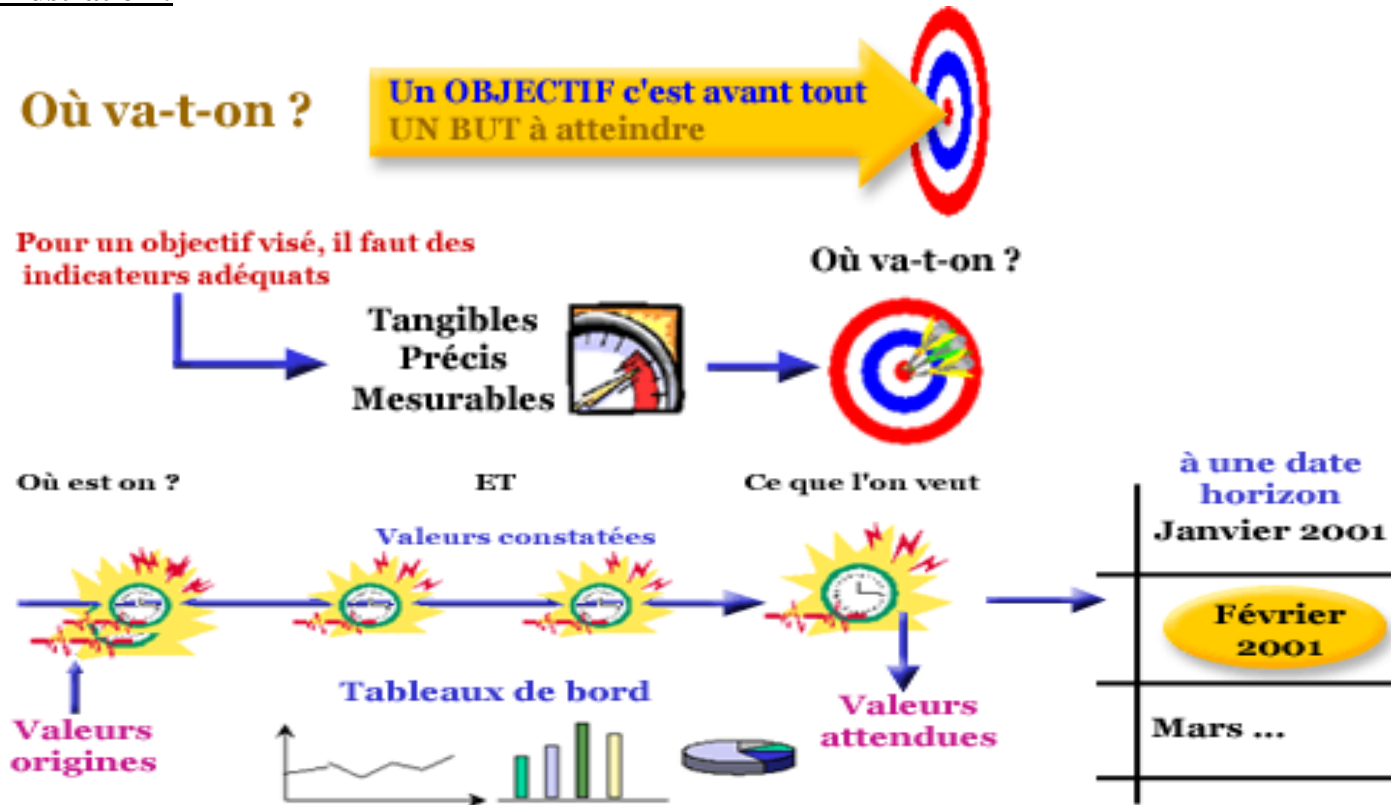 Où va-t-on ?
Un OBJECTIF c'est avant tout
UN BUT à atteindre
Pour un objectif visé, il faut des
indicateurs adéquats
Où va-t-on ?
Tangibles
Précis
Mesurables
Où est on ?
ET
Ce que l'on veut
à une date
horizon
Janvier 2001
Valeurs constatées
Février
2001
Tableaux de bord
Valeurs
origines
Valeurs
attendues
Mars ...